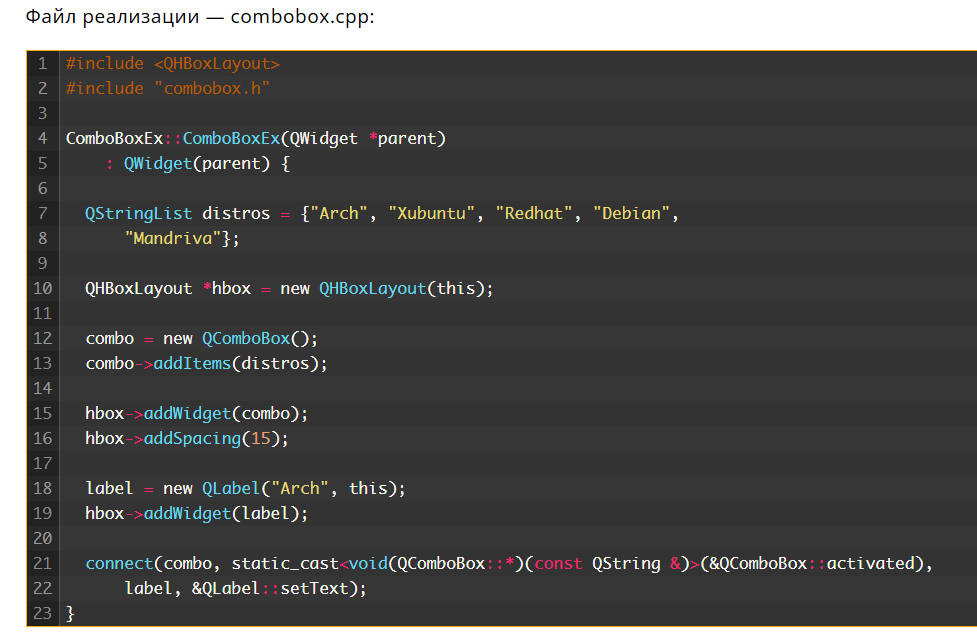 Файл реализации — combobox.cpp:
1 #include <QHBoxLayout>
2 #include "combobox.h"
3
4 ComboBoxEx::ComboBoxEx(QWidget *parent)
5     : QWidget(parent) {
6
7   QStringList distros = {"Arch", "Xubuntu", "Redhat", "Debian",
8       "Mandriva"};
9
10   QHBoxLayout *hbox = new QHBoxLayout(this);
11
12   combo = new QComboBox();
13   combo->addItems(distros);
14
15   hbox->addWidget(combo);
16   hbox->addSpacing(15);
17
18   label = new QLabel("Arch", this);
19   hbox->addWidget(label);
20
21   connect(combo, static_cast<void(QComboBox::*)(const QString &)>(&QComboBox::activated),
22       label, &QLabel::setText);
23 }